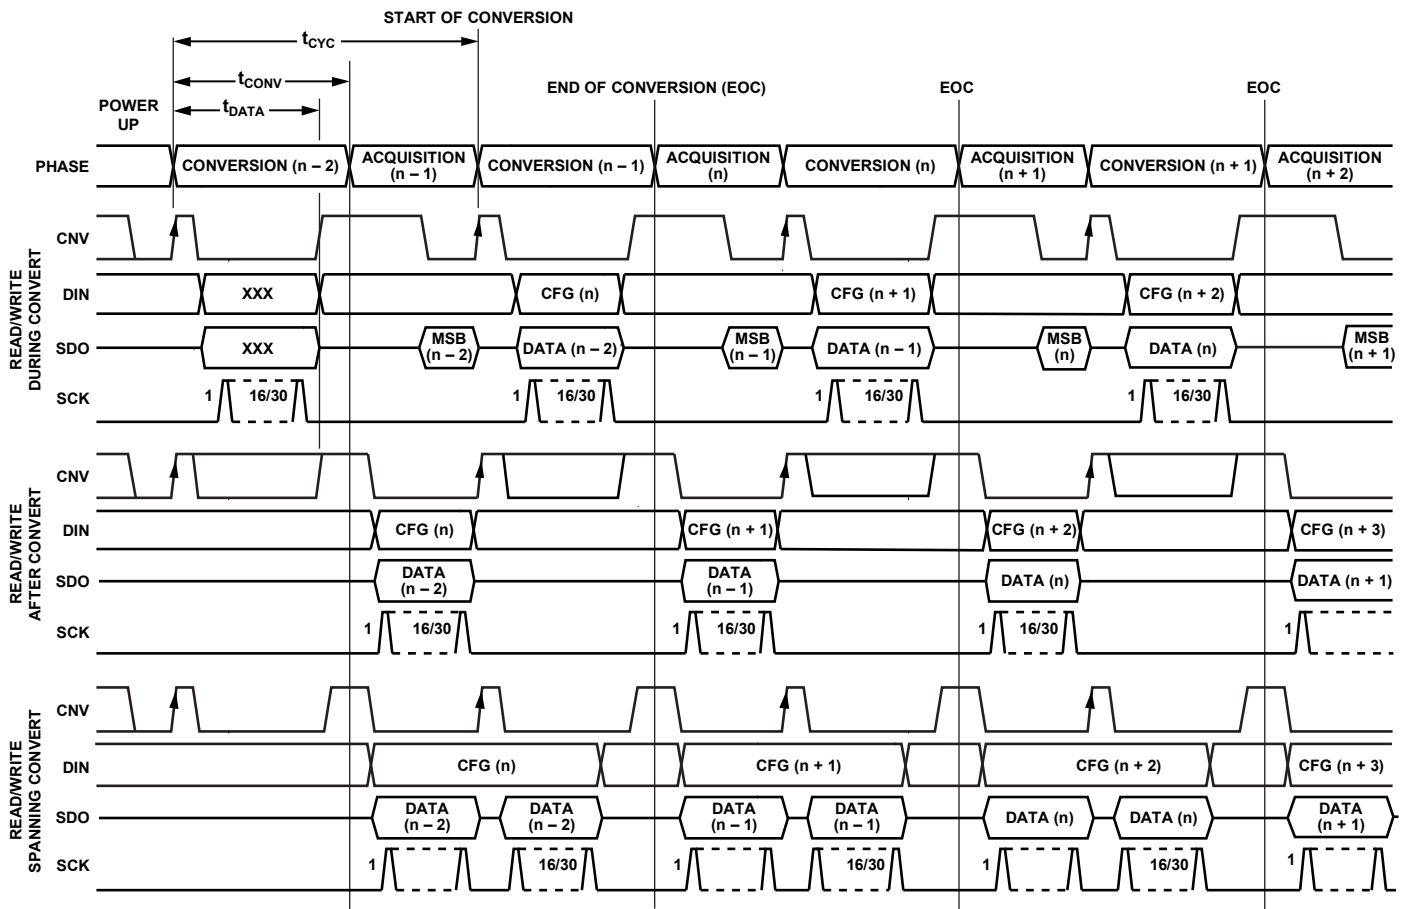 START OF CONVERSION
tCYC
tCONV
END OF CONVERSION (EOC)
EOC
EOC
POWER
UP
tDATA
PHASE
CONVERSION (n – 2)
ACQUISITION
(n – 1)
CONVERSION (n – 1)
ACQUISITION
(n)
CONVERSION (n)
ACQUISITION
(n + 1)
CONVERSION (n + 1)
ACQUISITION
(n + 2)
READ/WRITE
DURING CONVERT
CNV
DIN
XXX
CFG (n)
CFG (n + 1)
CFG (n + 2)
SDO
XXX
MSB
(n – 2)
DATA (n – 2)
MSB
(n – 1)
DATA (n – 1)
MSB
(n)
DATA (n)
MSB
(n + 1)
SCK
1
16/30
1
16/30
1
16/30
1
16/30
READ/WRITE
AFTER CONVERT
CNV
DIN
CFG (n)
CFG (n + 1)
CFG (n + 2)
CFG (n + 3)
SDO
DATA
(n – 2)
DATA
(n – 1)
DATA (n)
DATA (n + 1)
SCK
1
16/30
1
16/30
1
16/30
1
READ/WRITE
SPANNING CONVERT
CNV
DIN
CFG (n)
CFG (n + 1)
CFG (n + 2)
CFG (n + 3)
SDO
DATA
(n – 2)
DATA
(n – 2)
DATA
(n – 1)
DATA
(n – 1)
DATA (n)
DATA (n)
DATA
(n + 1)
SCK
1
16/30
1
16/30
1
16/30
1